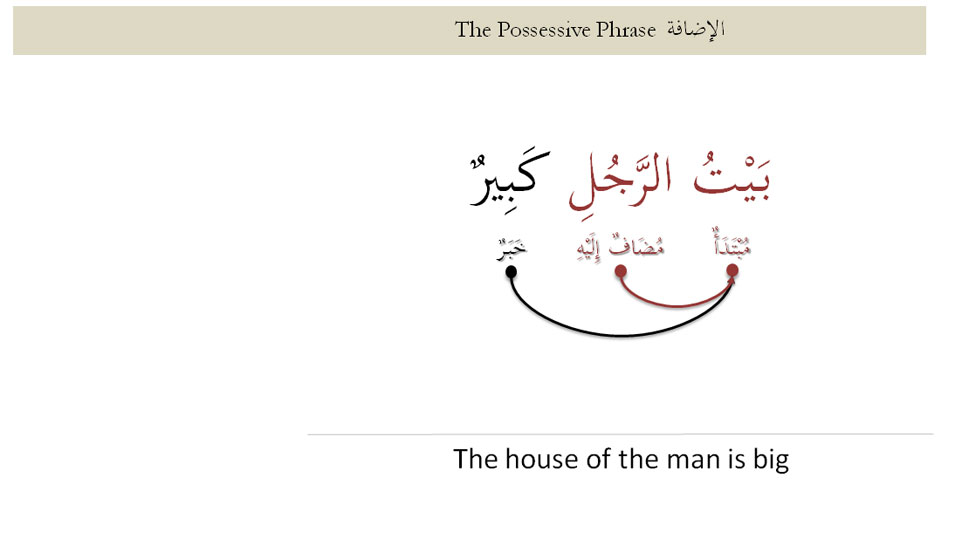 The Possessive Phrase الإضافة
بَيْتُ الرَّجُلِ كَبِيرٌ
مُبْتَدَأٌ مُضَافٌ إِلَيْهِ خَبَرٌ
The house of the man is big